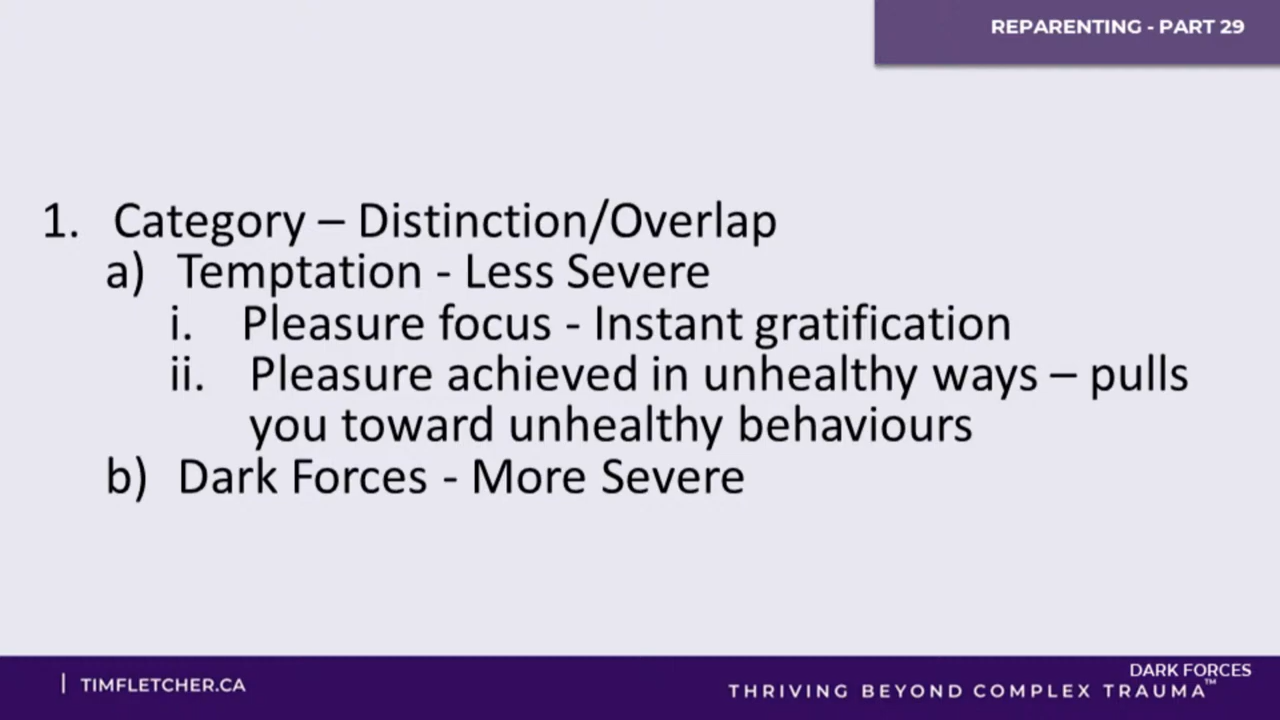 REPARENTING - PART 29
1. Category – Distinction/Overlap
a) Temptation - Less Severe
i. Pleasure focus - Instant gratification
ii. Pleasure achieved in unhealthy ways – pulls
you toward unhealthy behaviours
b) Dark Forces - More Severe
| TIMFLETCHER.CA
DARK FORCES
THRIVING BEYOND COMPLEX TRAUMA™